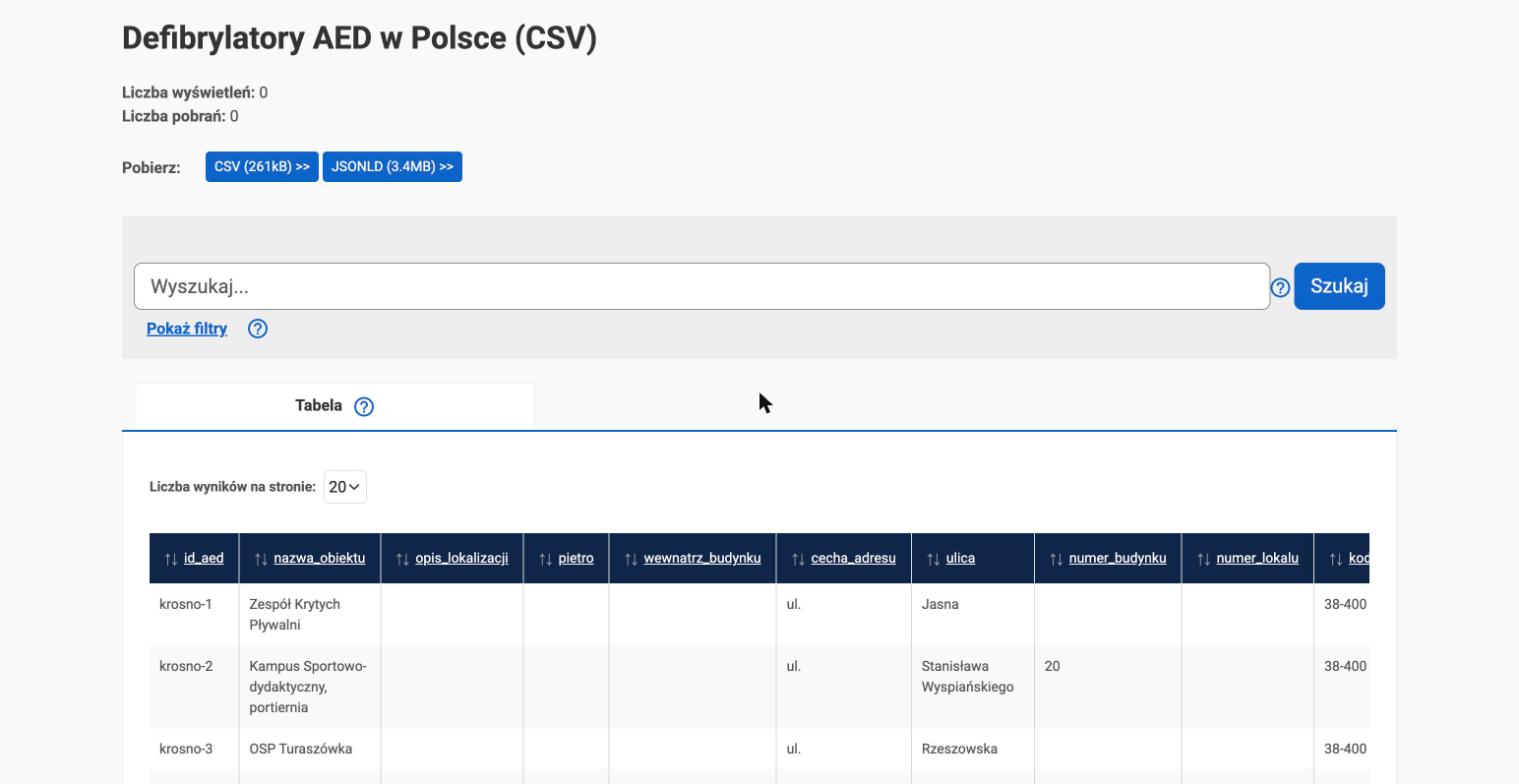 Defibrylatory AED w Polsce (CSV)
Liczba wyświetleń: 0
Liczba pobrań: 0
Pobierz: CSV (261kB) >> JSONLD (3.4MB) >>
Wyszukaj...
Szukaj
Pokaż filtry
Tabela
Liczba wyników na stronie: 20
id_aed nazwa_obiektu opis_lokalizacji pietro wewnatrz_budynku cecha_adresu ulica numer_budynku numer_lokalu kod
krosno-1 Zespół Krytych ul. Jasna 38-400
Pływalni
krosno-2 Kampus Sportowo- ul. Stanisława 20 38-400
dydaktyczny, Wyspiańskiego
portiernia
krosno-3 OSP Turaszówka ul. Rzeszowska 38-400